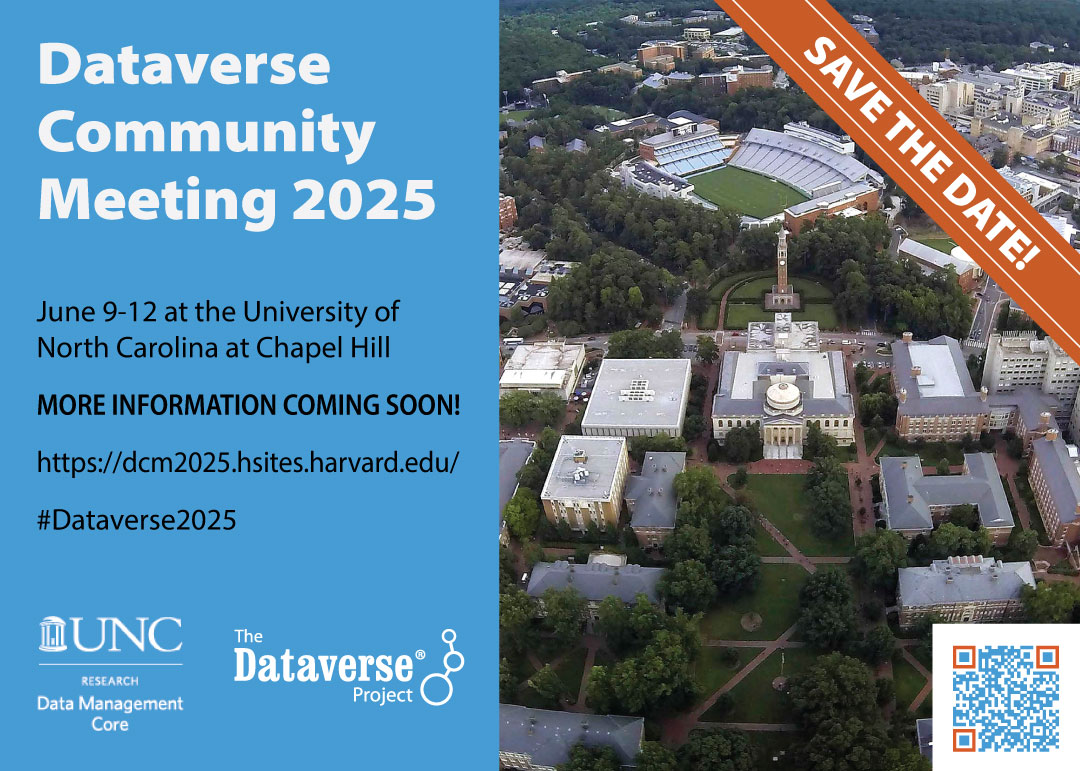 Dataverse
Community
Meeting 2025
SAVE THE DATE!
June 9-12 at the University of
North Carolina at Chapel Hill
MORE INFORMATION COMING SOON!
https://dcm2025.hsites.harvard.edu/
#Dataverse2025
UNC
RESEARCH
Data Management
Core
The
Dataverse®
Project